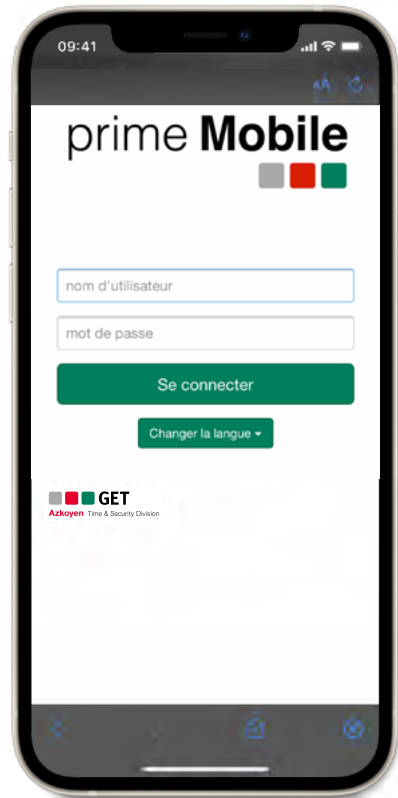 09:41
AA
prime Mobile
nom d'utilisateur
mot de passe
Se connecter
Changer la langue
GET
Azkoyen Time & Security Division